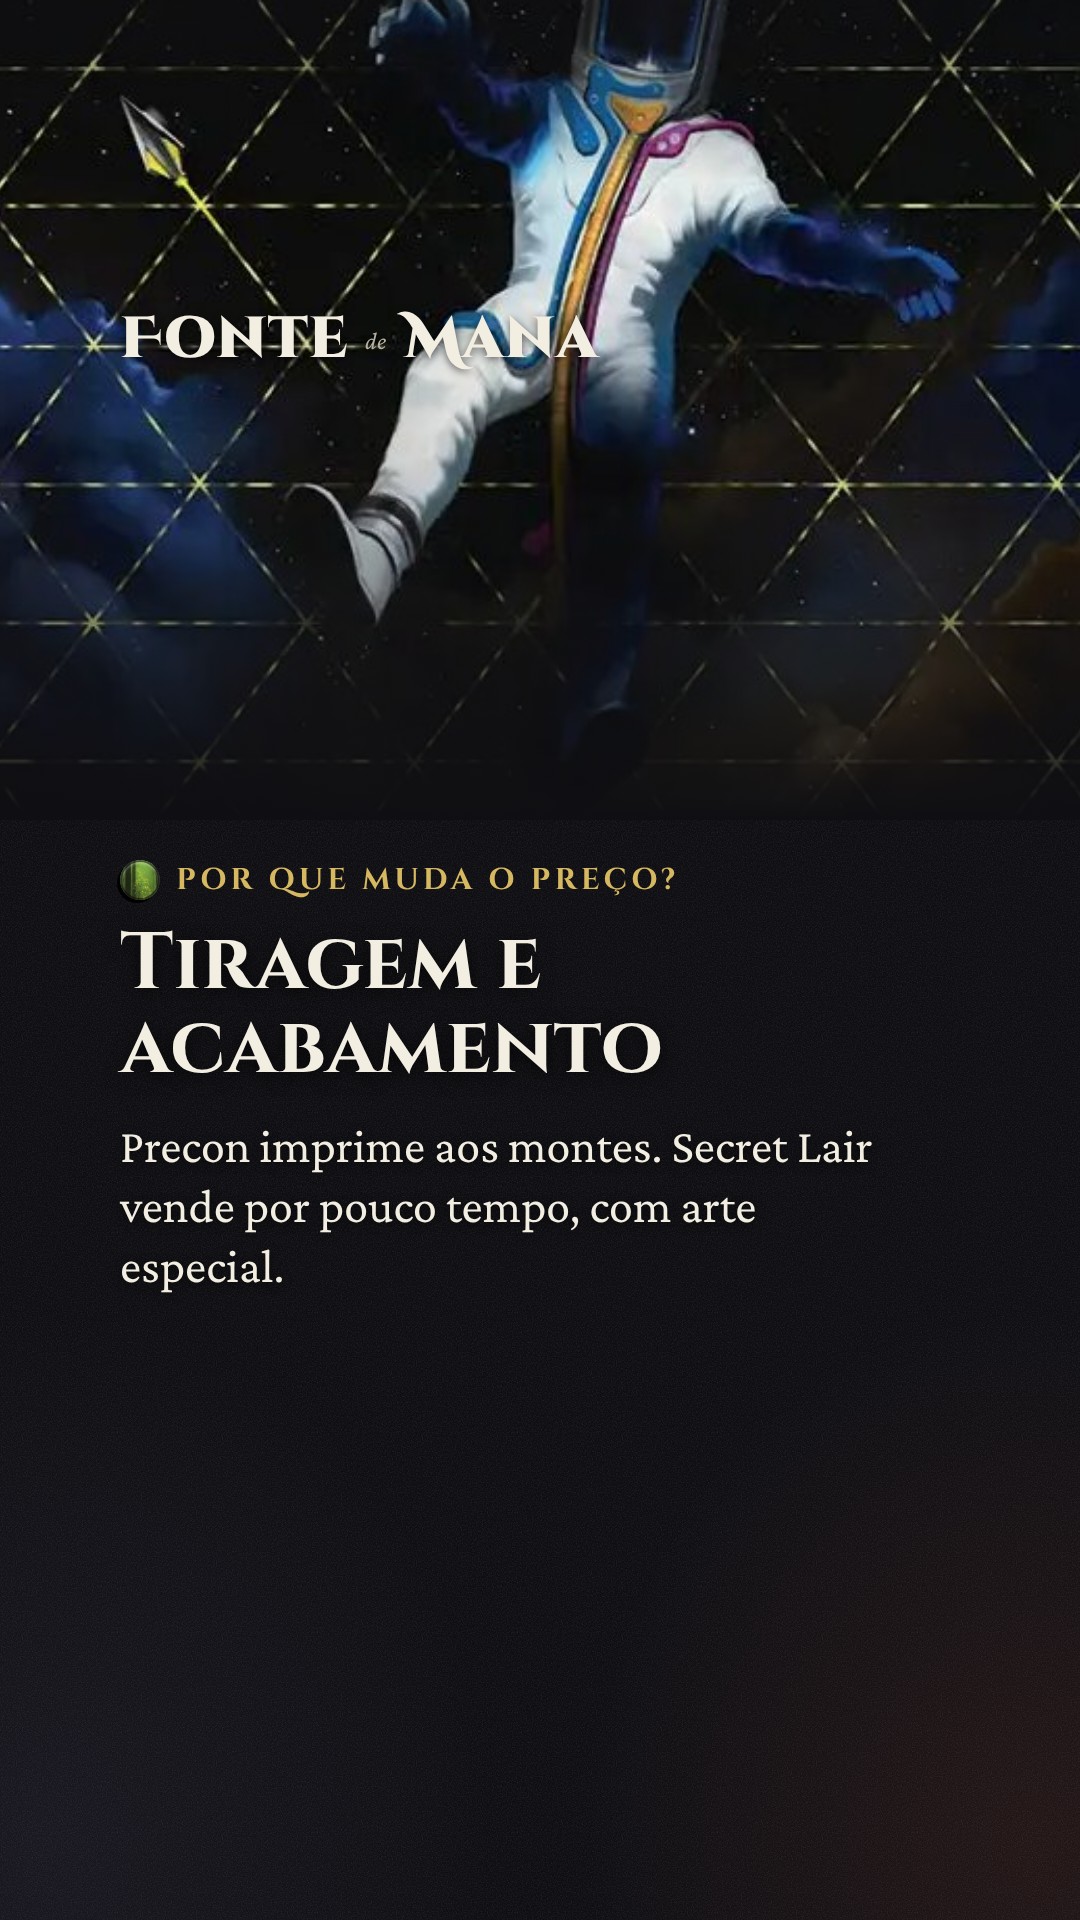 FONTE de MANA
POR QUE MUDA O PREÇO?
TIRAGEM E
ACABAMENTO
Precon imprime aos montes. Secret Lair
vende por pouco tempo, com arte
especial.